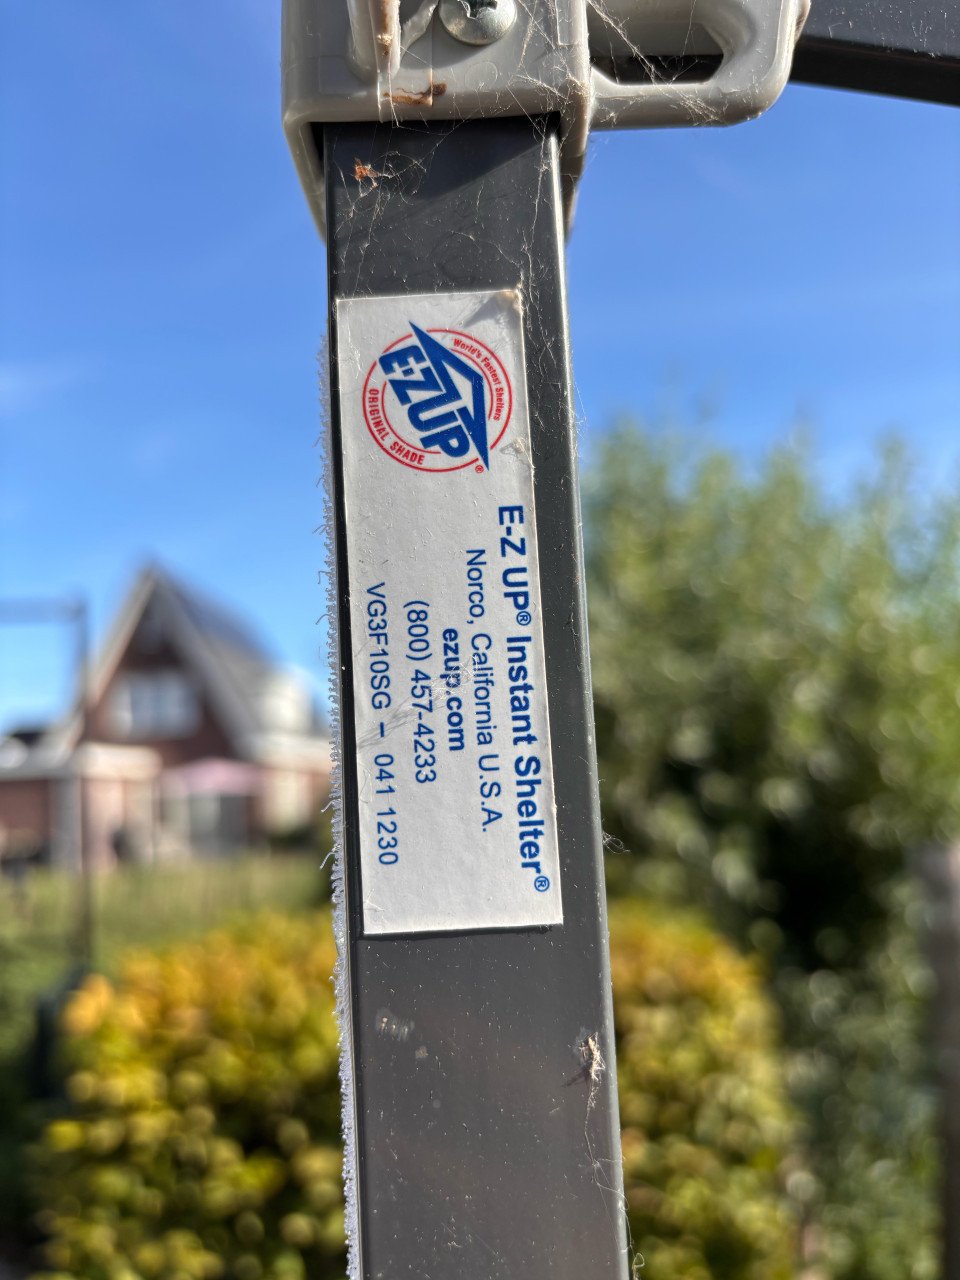 World's Fastest Shelters
E-Z UP
ORIGINAL SHADE
®
E-Z UP® Instant Shelter®
Norco, California U.S.A.
ezup.com
(800) 457-4233
VG3F10SG – 041 1230